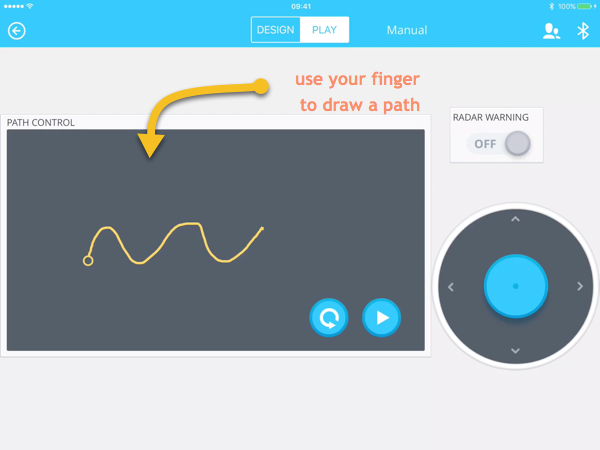 09:41
100%
DESIGN PLAY Manual
use your finger
to draw a path
PATH CONTROL
RADAR WARNING
OFF